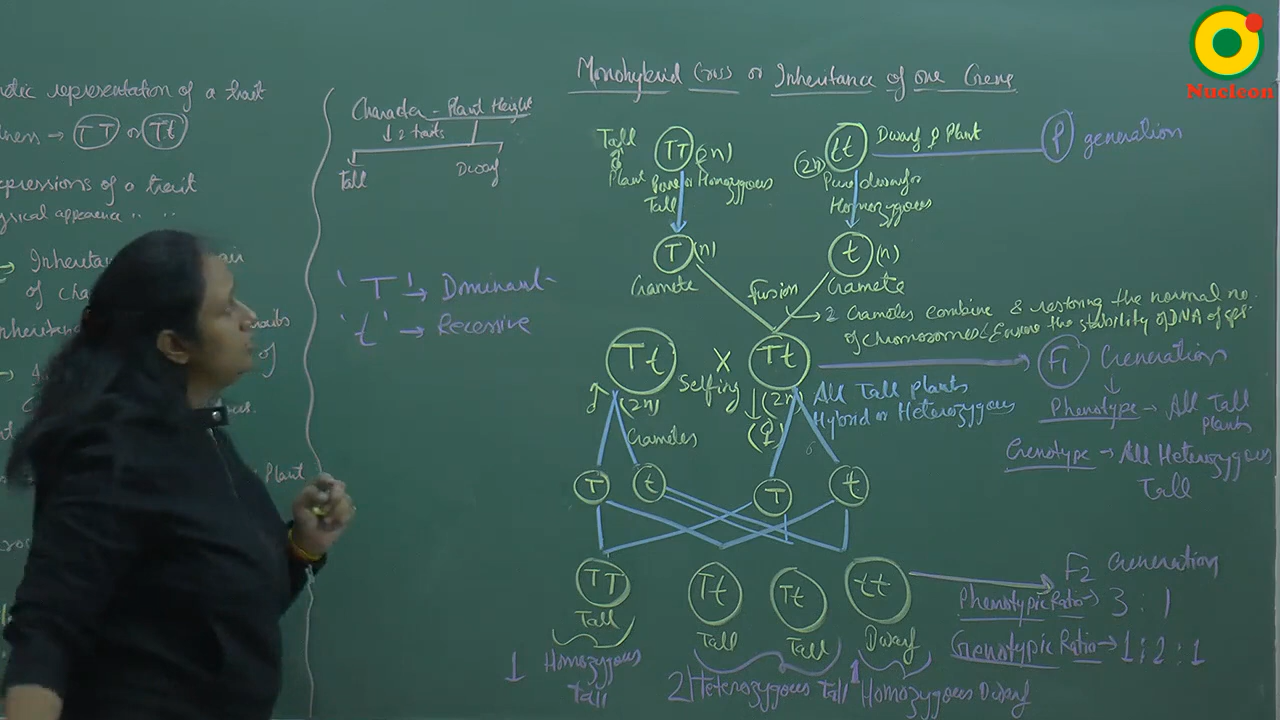 Nucleon
Monohybrid Cross or Inheritance of one Gene
representation of a trait
→ TT or Tt
expressions of a trait
physical appearance " "
→ Inheritance
of
Plant
Character - Plant Height
↓ 2 traits
Tall Dwarf
'T' → Dominant
't' → Recessive
Tall ♂ Plant TT (2n)
Pure or Homozygous Tall
(2n) tt Dwarf ♀ Plant
Pure dwarf or Homozygous
P generation
T (n) t (n)
Gamete Fusion Gamete
→ 2 Gametes combine & restoring the normal no.
of chromosomes & Ensure the stability of DNA of
Tt X Tt
♂ (2n) Selfing ↓ (2n)
(♀)
All Tall plants
Hybrid or Heterozygous
F1 Generation
↓
Phenotype → All Tall plants
Genotype → All Heterozygous Tall
Gametes
T t T t
TT Tt Tt tt
Tall Tall Tall Dwarf
1 Homozygous Tall
2 Heterozygous Tall
1 Homozygous Dwarf
F2 Generation
Phenotypic Ratio → 3 : 1
Genotypic Ratio → 1 : 2 : 1